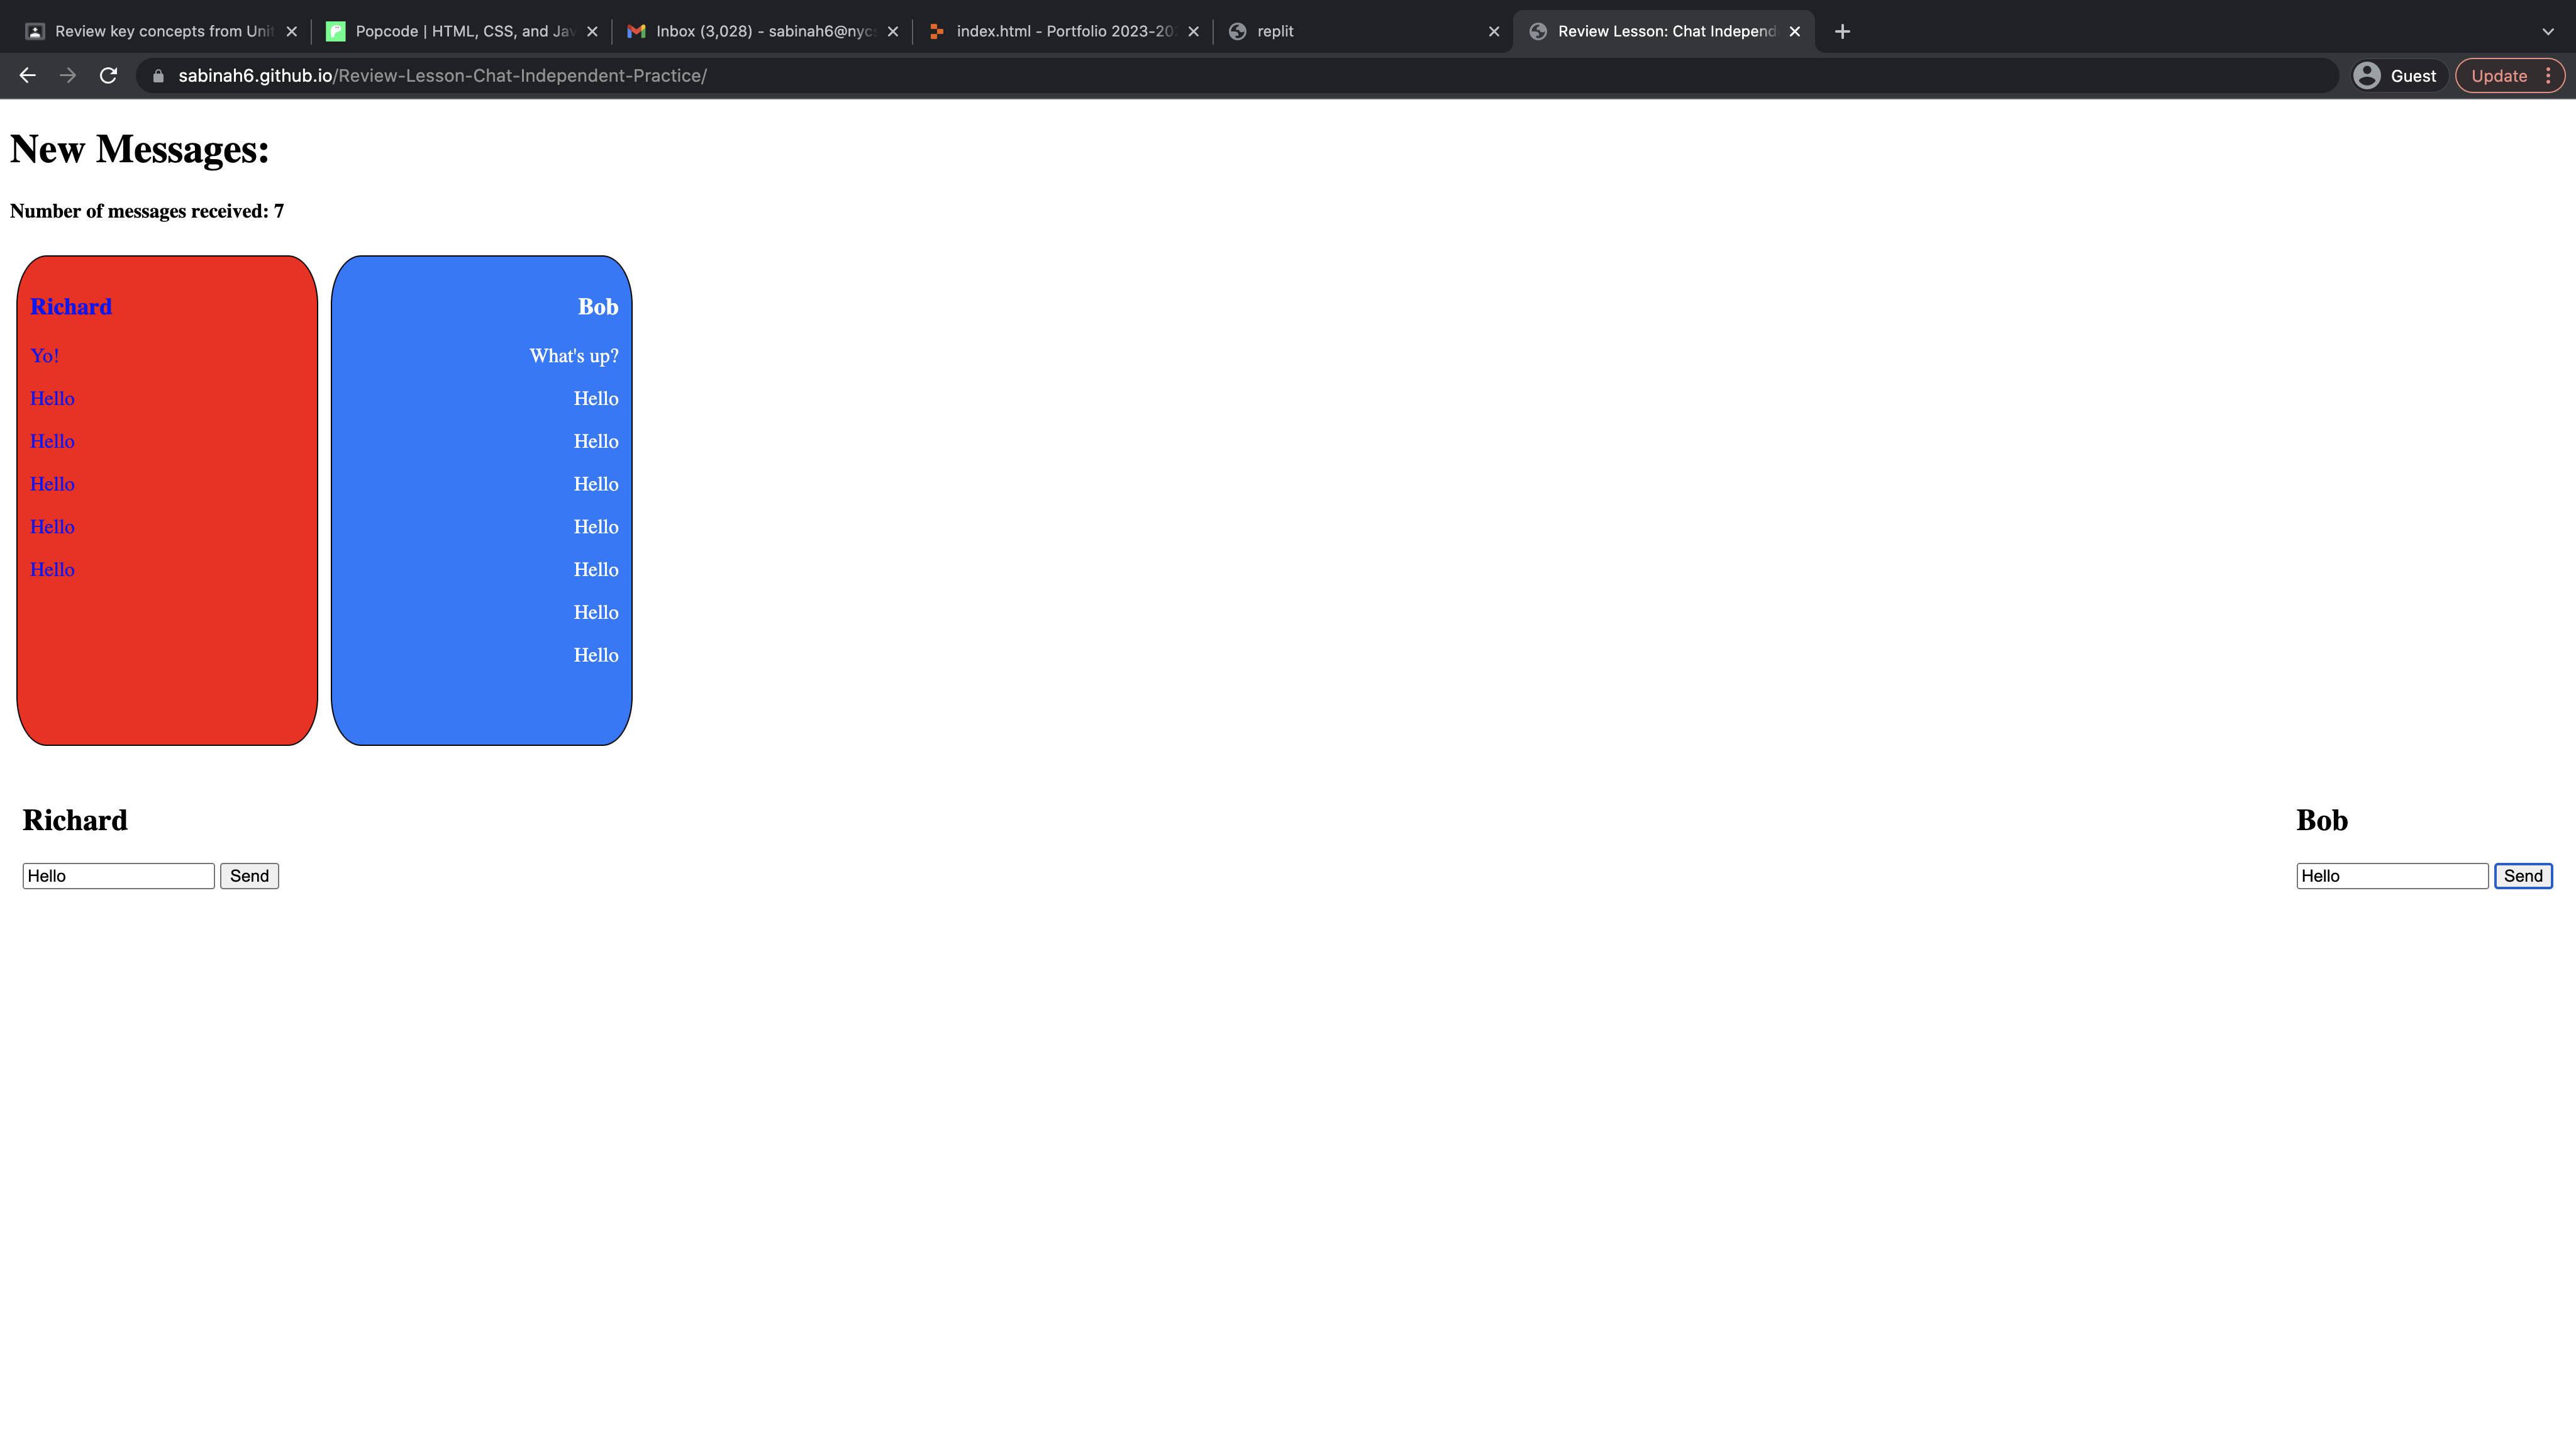 Review key concepts from Unit
Popcode | HTML, CSS, and Jav
Inbox (3,028) - sabinah6@nyc
index.html - Portfolio 2023-20
replit
Review Lesson: Chat Independ
sabinah6.github.io/Review-Lesson-Chat-Independent-Practice/
Guest
Update
New Messages:
Number of messages received: 7
Richard
Yo!
Hello
Hello
Hello
Hello
Hello
Bob
What's up?
Hello
Hello
Hello
Hello
Hello
Hello
Hello
Richard
Hello
Send
Bob
Hello
Send